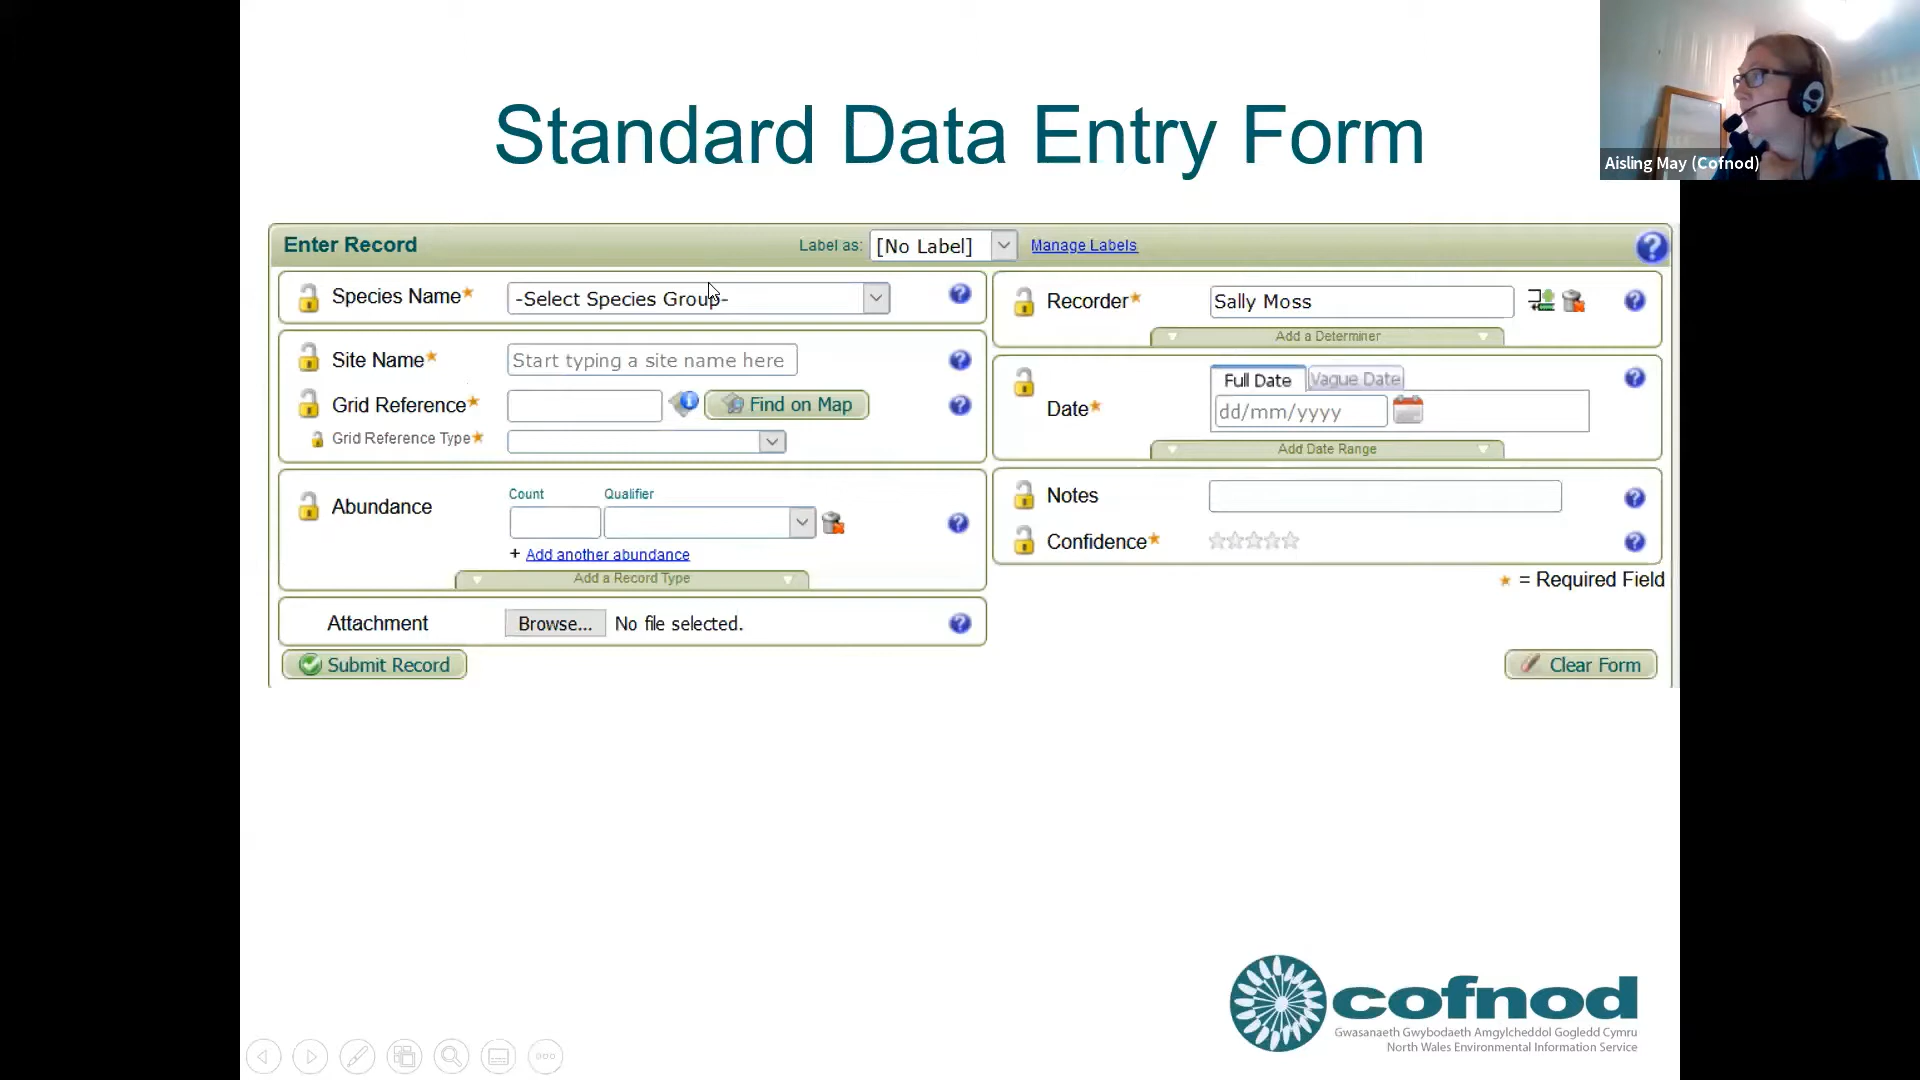 Standard Data Entry Form
Aisling May (Cofnod)
Enter Record
Label as: [No Label] Manage Labels
Species Name* -Select Species Group-
Site Name* Start typing a site name here
Grid Reference* Find on Map
Grid Reference Type*
Abundance Count Qualifier
+ Add another abundance
Add a Record Type
Attachment Browse... No file selected.
Submit Record
Recorder* Sally Moss
Add a Determiner
Full Date Vague Date
Date* dd/mm/yyyy
Add Date Range
Notes
Confidence*
* = Required Field
Clear Form
cofnod
Gwasanaeth Gwybodaeth Amgylcheddol Gogledd Cymru
North Wales Environmental Information Service